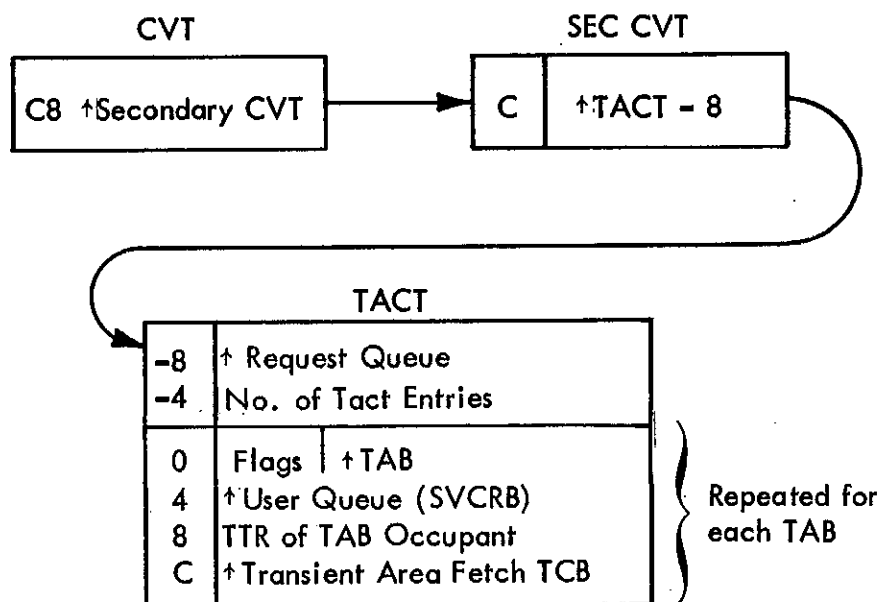 CVT
C8 ↑Secondary CVT
SEC CVT
C ↑TACT - 8
TACT
-8 ↑ Request Queue
-4 No. of Tact Entries
0 Flags ↑TAB
4 ↑User Queue (SVCRB)
8 TTR of TAB Occupant
C ↑Transient Area Fetch TCB
Repeated for
each TAB